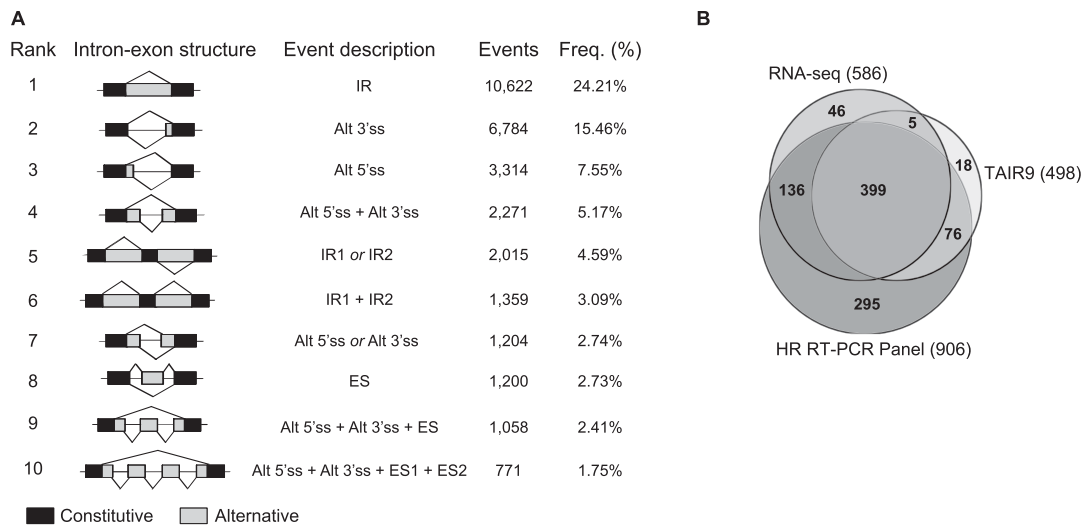 A
Rank Intron-exon structure Event description Events Freq. (%)
1 IR 10,622 24.21%
2 Alt 3’ss 6,784 15.46%
3 Alt 5’ss 3,314 7.55%
4 Alt 5’ss + Alt 3’ss 2,271 5.17%
5 IR1 or IR2 2,015 4.59%
6 IR1 + IR2 1,359 3.09%
7 Alt 5’ss or Alt 3’ss 1,204 2.74%
8 ES 1,200 2.73%
9 Alt 5’ss + Alt 3’ss + ES 1,058 2.41%
10 Alt 5’ss + Alt 3’ss + ES1 + ES2 771 1.75%
Constitutive Alternative
B
RNA-seq (586)
46
5
18
TAIR9 (498)
136
399
76
295
HR RT-PCR Panel (906)